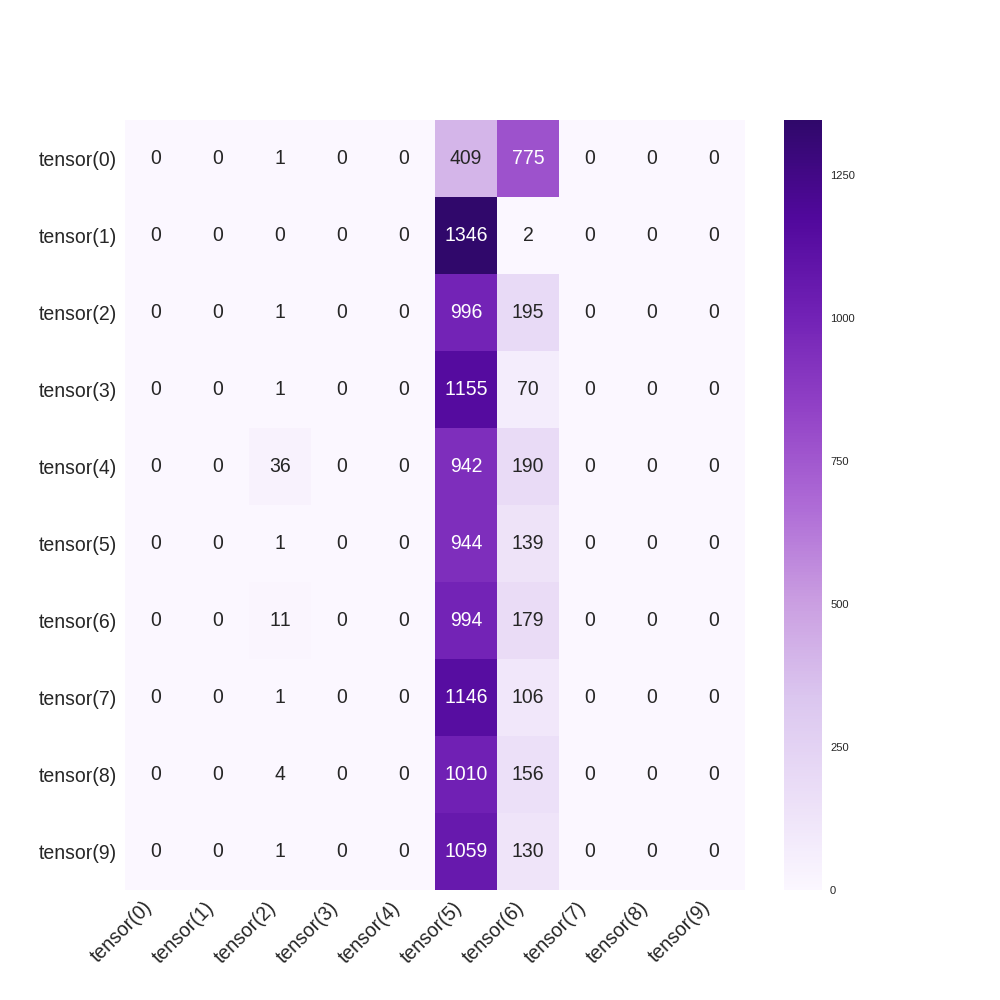 tensor(0) 0 0 1 0 0 409 775 0 0 0
tensor(1) 0 0 0 0 0 1346 2 0 0 0
tensor(2) 0 0 1 0 0 996 195 0 0 0
tensor(3) 0 0 1 0 0 1155 70 0 0 0
tensor(4) 0 0 36 0 0 942 190 0 0 0
tensor(5) 0 0 1 0 0 944 139 0 0 0
tensor(6) 0 0 11 0 0 994 179 0 0 0
tensor(7) 0 0 1 0 0 1146 106 0 0 0
tensor(8) 0 0 4 0 0 1010 156 0 0 0
tensor(9) 0 0 1 0 0 1059 130 0 0 0
tensor(0) tensor(1) tensor(2) tensor(3) tensor(4) tensor(5) tensor(6) tensor(7) tensor(8) tensor(9)
1250
1000
750
500
250
0